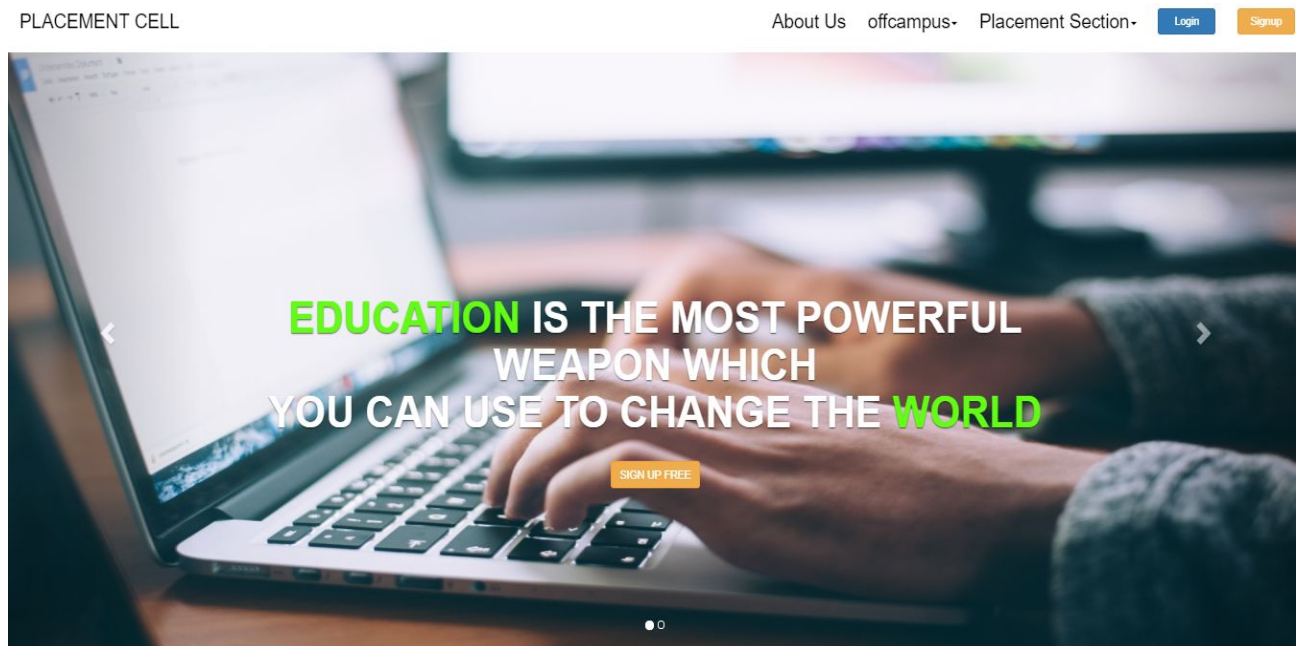 PLACEMENT CELL
About Us offcampus Placement Section Login Signup
EDUCATION IS THE MOST POWERFUL
WEAPON WHICH
YOU CAN USE TO CHANGE THE WORLD
SIGN UP FREE